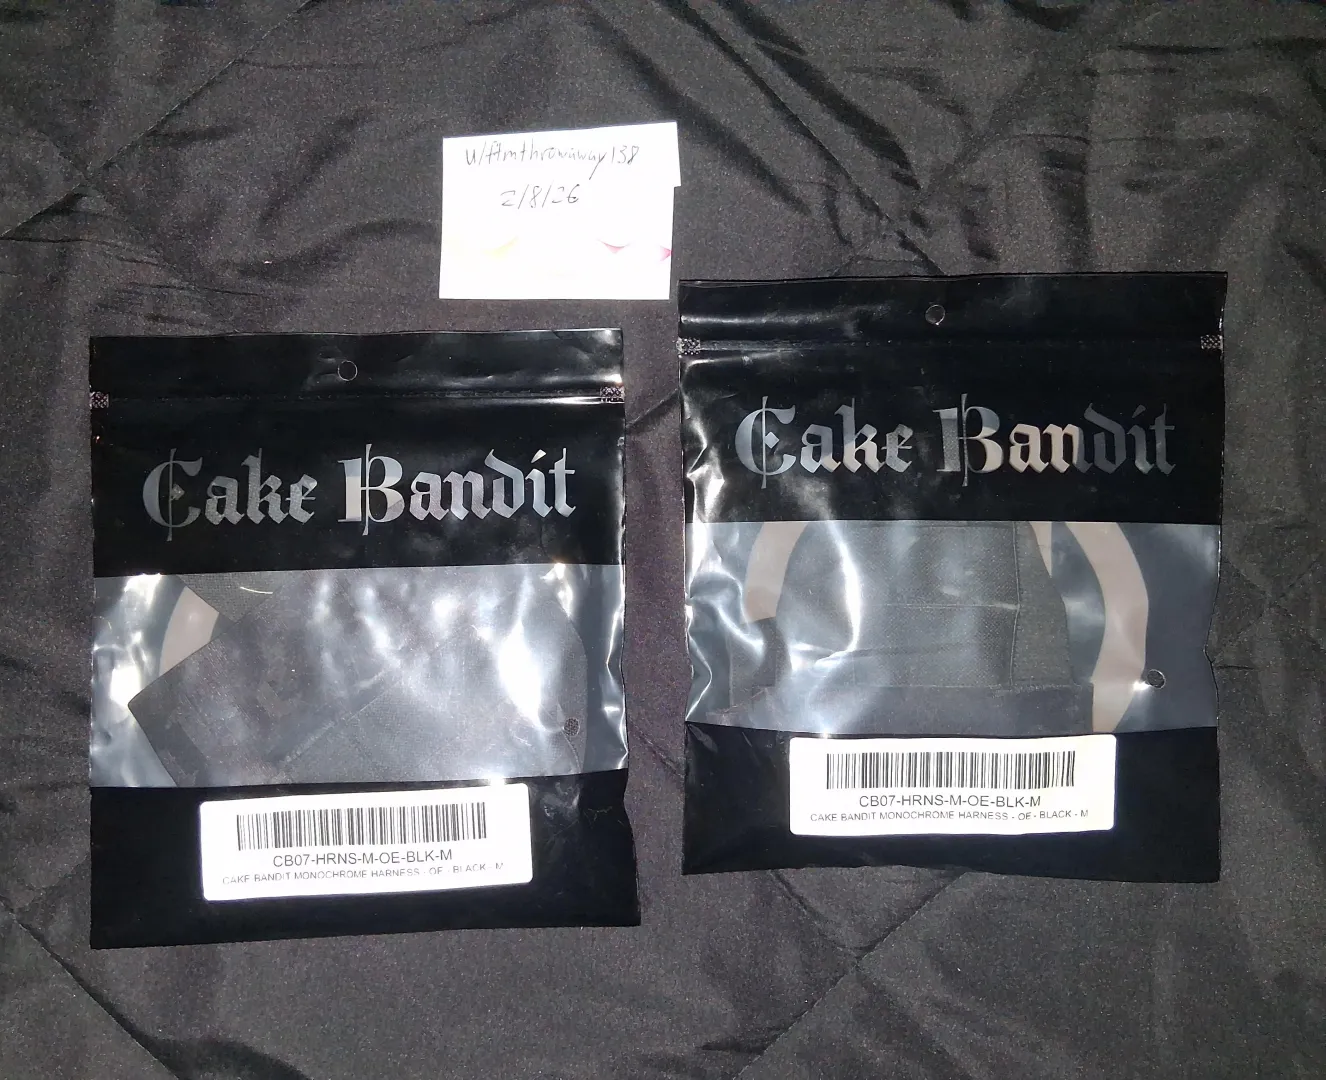 u/ftmthrowaway138
2/8/26
Cake Bandit
CB07-HRNS-M-OE-BLK-M
CAKE BANDIT MONOCHROME HARNESS - OE - BLACK - M
Cake Bandit
CB07-HRNS-M-OE-BLK-M
CAKE BANDIT MONOCHROME HARNESS - OE - BLACK - M